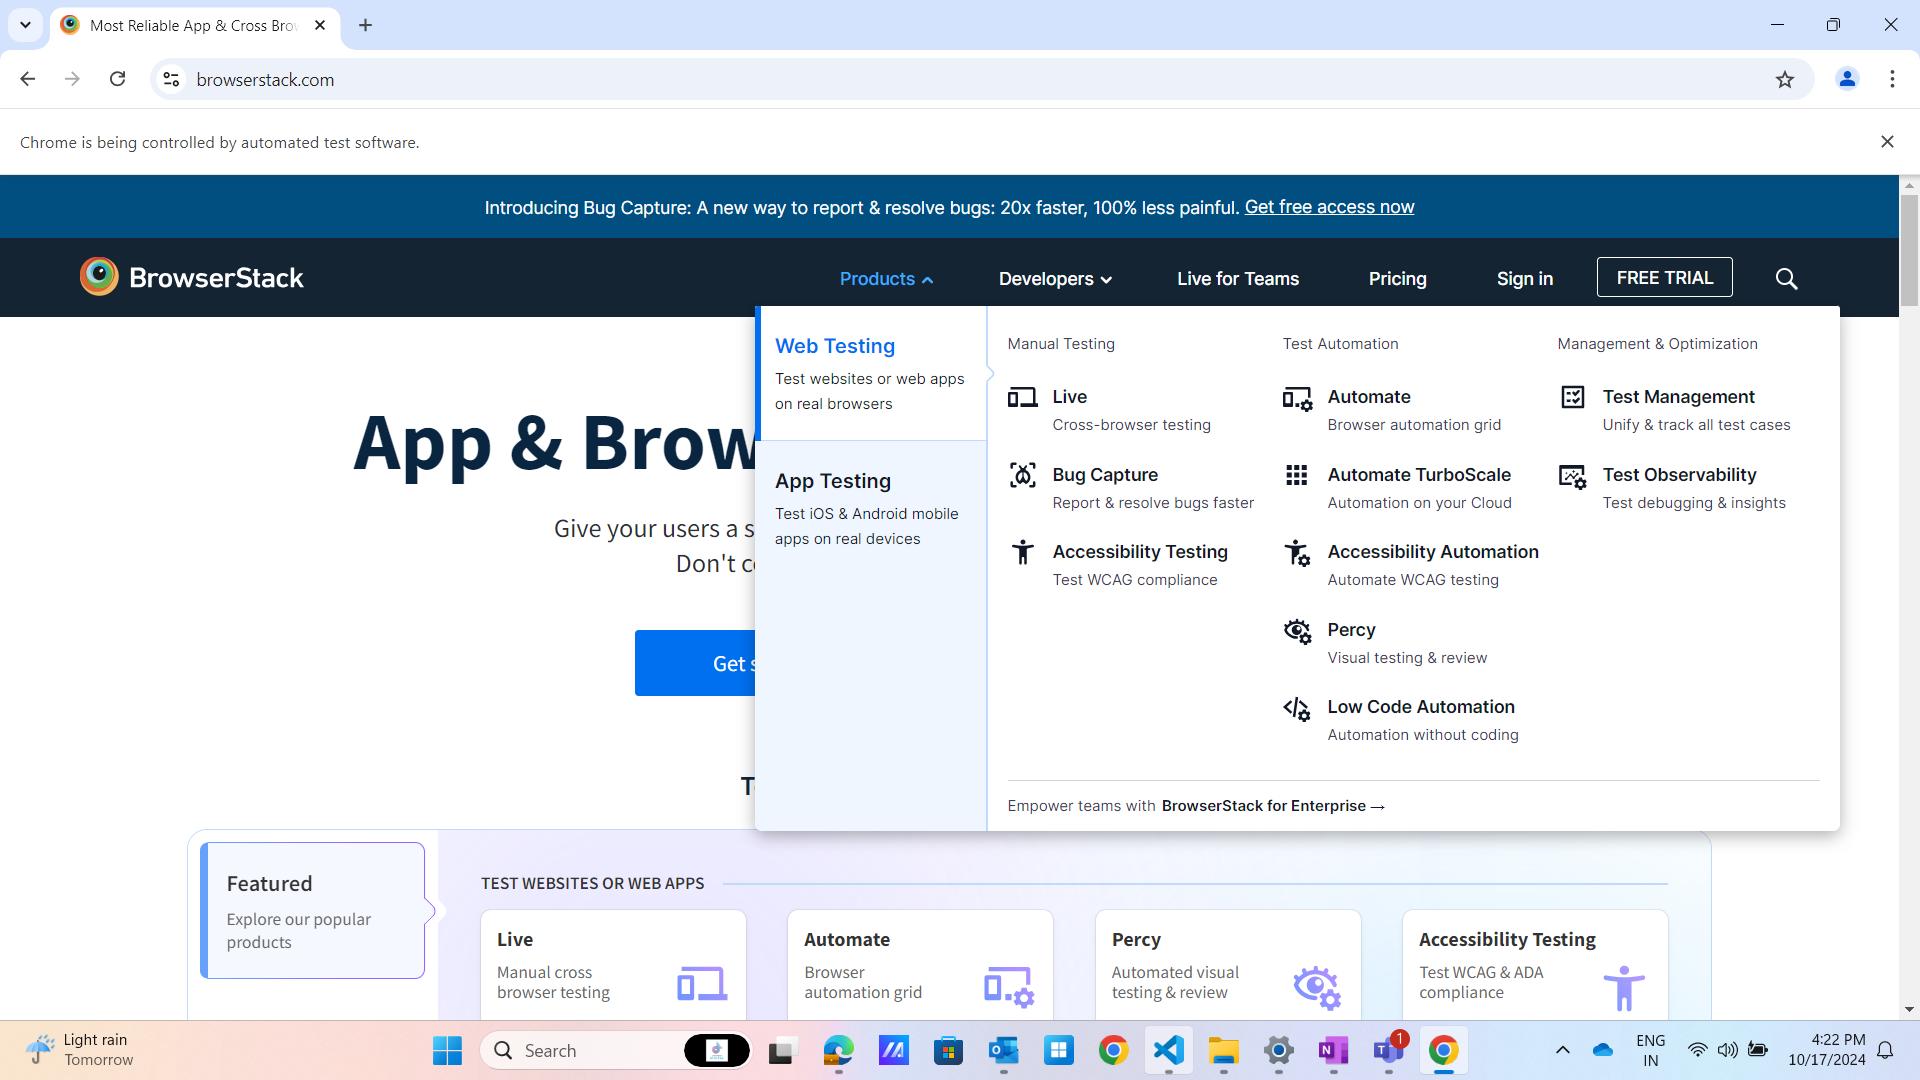 Most Reliable App & Cross Brow
browserstack.com
Chrome is being controlled by automated test software.
Introducing Bug Capture: A new way to report & resolve bugs: 20x faster, 100% less painful. Get free access now
BrowserStack
Products
Developers
Live for Teams
Pricing
Sign in
FREE TRIAL
App & Brow
Give your users a s
Don't c
Get s
T
Web Testing
Test websites or web apps
on real browsers
App Testing
Test iOS & Android mobile
apps on real devices
Manual Testing
Live
Cross-browser testing
Bug Capture
Report & resolve bugs faster
Accessibility Testing
Test WCAG compliance
Test Automation
Automate
Browser automation grid
Automate TurboScale
Automation on your Cloud
Accessibility Automation
Automate WCAG testing
Percy
Visual testing & review
Low Code Automation
Automation without coding
Management & Optimization
Test Management
Unify & track all test cases
Test Observability
Test debugging & insights
Empower teams with BrowserStack for Enterprise →
Featured
Explore our popular
products
TEST WEBSITES OR WEB APPS
Live
Manual cross
browser testing
Automate
Browser
automation grid
Percy
Automated visual
testing & review
Accessibility Testing
Test WCAG & ADA
compliance
Light rain
Tomorrow
Search
1
ENG
IN
4:22 PM
10/17/2024